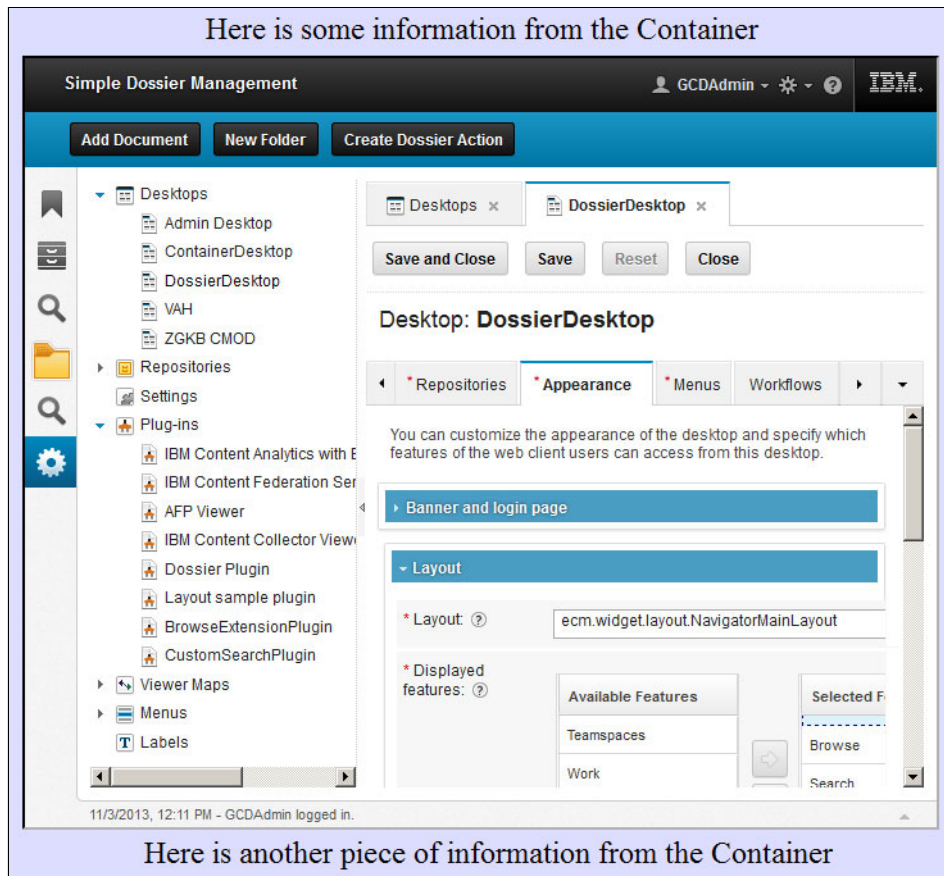 Here is some information from the Container
Simple Dossier Management
GCDAdmin
IBM.
Add Document
New Folder
Create Dossier Action
Desktops
Admin Desktop
ContainerDesktop
DossierDesktop
VAH
ZGKB CMOD
Repositories
Settings
Plug-ins
IBM Content Analytics with E
IBM Content Federation Ser
AFP Viewer
IBM Content Collector View
Dossier Plugin
Layout sample plugin
BrowseExtensionPlugin
CustomSearchPlugin
Viewer Maps
Menus
Labels
Desktops x
DossierDesktop x
Save and Close
Save
Reset
Close
Desktop: DossierDesktop
*Repositories
*Appearance
*Menus
Workflows
You can customize the appearance of the desktop and specify which
features of the web client users can access from this desktop.
Banner and login page
Layout
* Layout: ?
ecm.widget.layout.NavigatorMainLayout
* Displayed
features: ?
Available Features
Teamspaces
Work
Selected F
Browse
Search
11/3/2013, 12:11 PM - GCDAdmin logged in.
Here is another piece of information from the Container